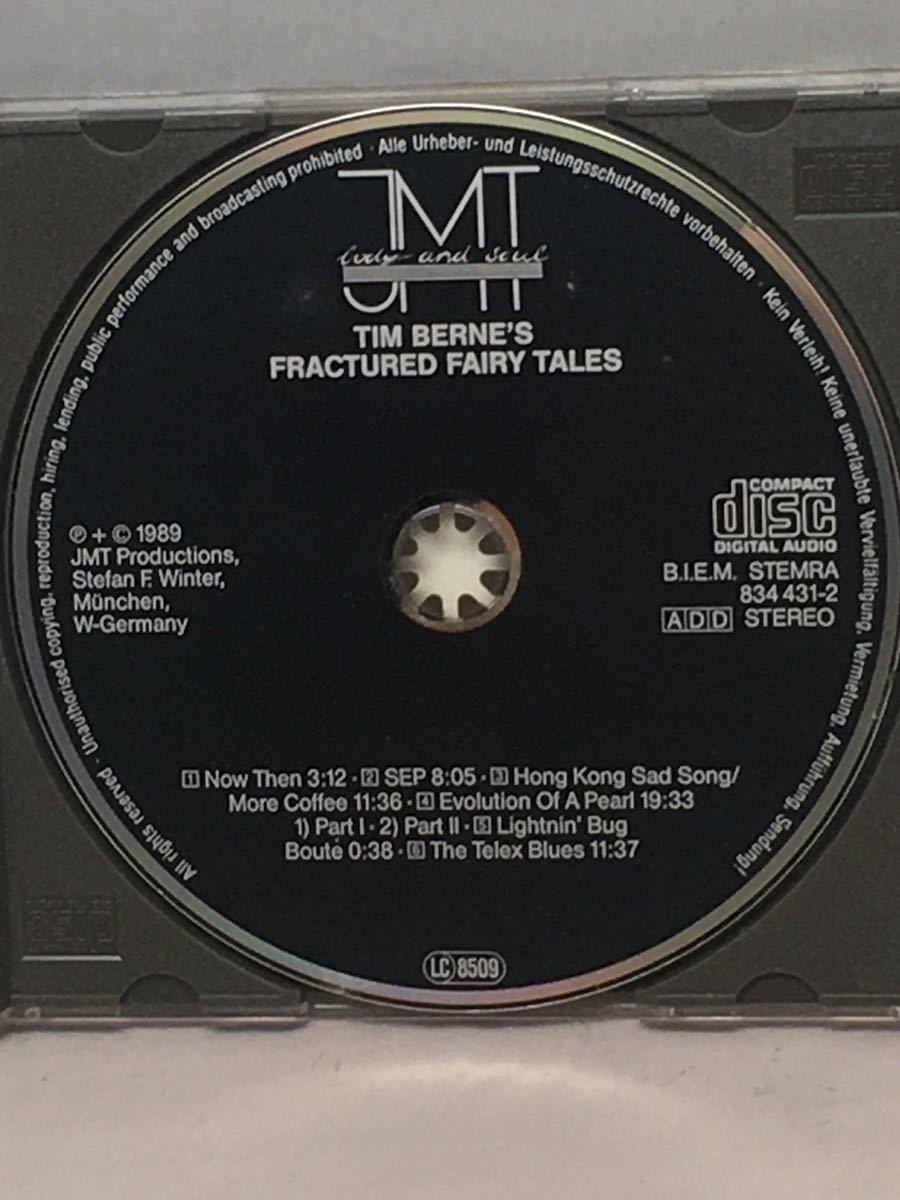 All rights reserved · Unauthorised copying, reproduction, hiring, lending, public performance and broadcasting prohibited · Alle Urheber- und Leistungsschutzrechte vorbehalten · Kein Verleih! Keine unerlaubte Vervielfältigung, Vermietung, Aufführung, Sendung!
JMT
body and soul
TIM BERNE'S
FRACTURED FAIRY TALES
℗ + © 1989
JMT Productions,
Stefan F. Winter,
München,
W-Germany
COMPACT
disc
DIGITAL AUDIO
B.I.E.M. STEMRA
834 431-2
ADD STEREO
1 Now Then 3:12 · 2 SEP 8:05 · 3 Hong Kong Sad Song/
More Coffee 11:36 · 4 Evolution Of A Pearl 19:33
1) Part I · 2) Part II · 5 Lightnin' Bug
Bouté 0:38 · 6 The Telex Blues 11:37
LC 8509